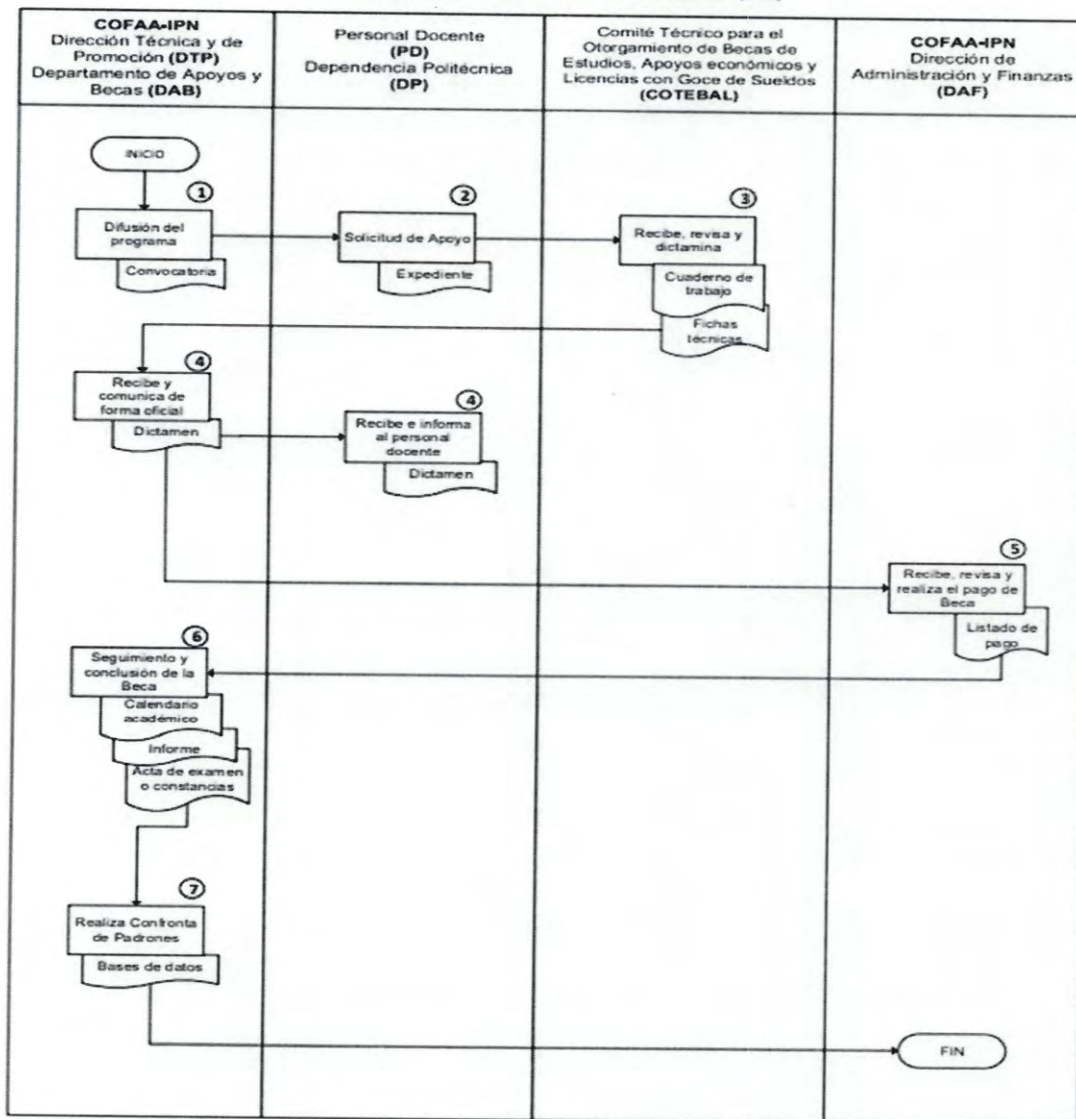 COFAA-IPN
Dirección Técnica y de
Promoción (DTP)
Departamento de Apoyos y
Becas (DAB)
Personal Docente
(PD)
Dependencia Politécnica
(DP)
Comité Técnico para el
Otorgamiento de Becas de
Estudios, Apoyos económicos y
Licencias con Goce de Sueldos
(COTEBAL)
COFAA-IPN
Dirección de
Administración y Finanzas
(DAF)
INICIO
1
Difusión del
programa
Convocatoria
2
Solicitud de Apoyo
Expediente
3
Recibe, revisa y
dictamina
Cuaderno de
trabajo
Fichas
técnicas
4
Recibe y
comunica de
forma oficial
Dictamen
4
Recibe e informa
al personal
docente
Dictamen
5
Recibe, revisa y
realiza el pago de
Beca
Listado de
pago
6
Seguimiento y
conclusión de la
Beca
Calendario
académico
Informe
Acta de examen
o constancias
7
Realiza Confronta
de Padrones
Bases de datos
FIN